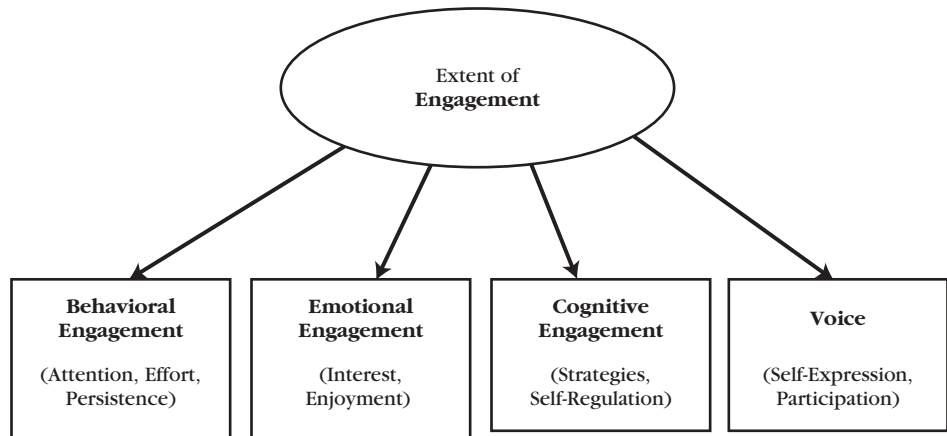 Extent of
Engagement
Behavioral
Engagement
(Attention, Effort,
Persistence)
Emotional
Engagement
(Interest,
Enjoyment)
Cognitive
Engagement
(Strategies,
Self-Regulation)
Voice
(Self-Expression,
Participation)